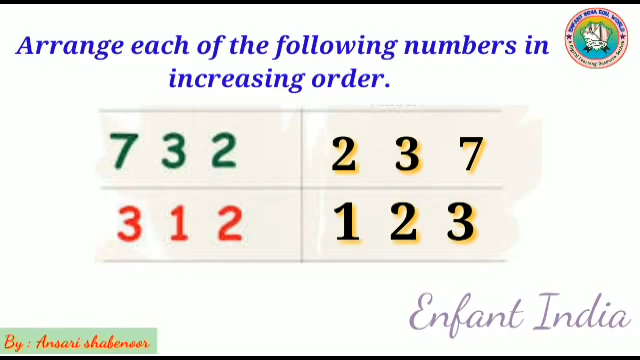 Arrange each of the following numbers in
increasing order.
7 3 2 2 3 7
3 1 2 1 2 3
Enfant India
By : Ansari shabenoor